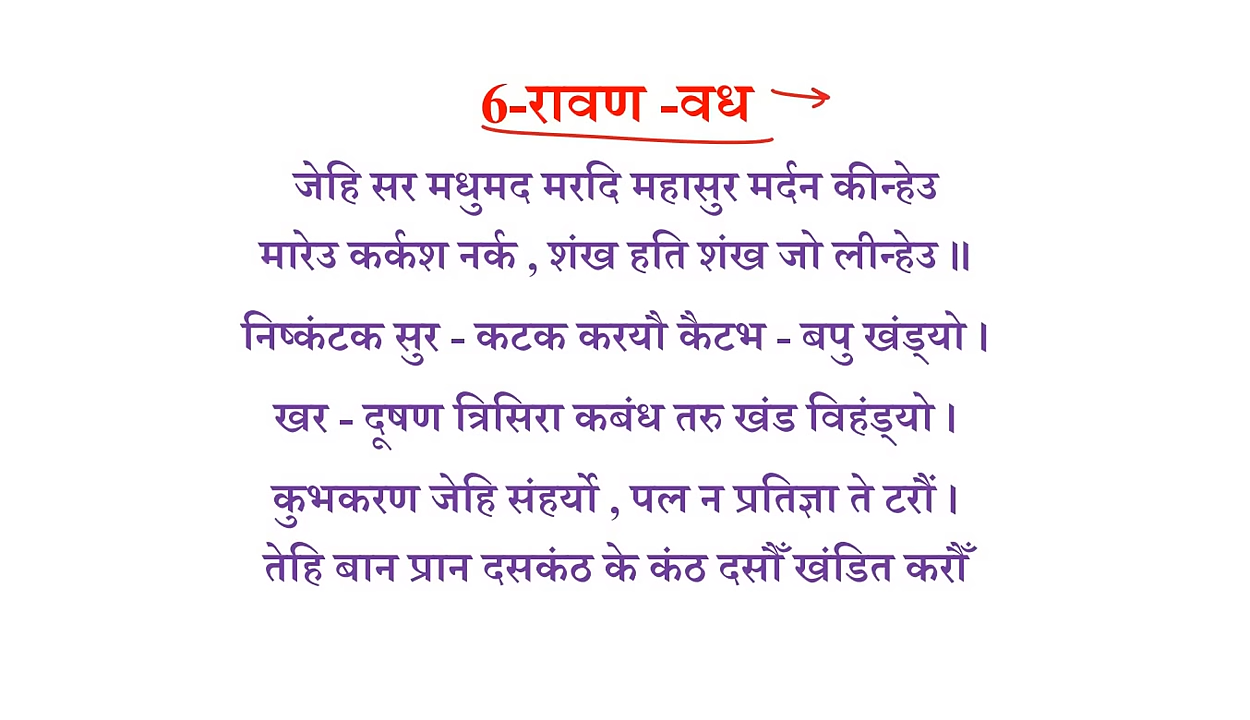 6-रावण -वध
जेहि सर मधुमद मरदि महासुर मर्दन कीन्हेउ
मारेउ कर्कश नर्क , शंख हति शंख जो लीन्हेउ ॥
निष्कंटक सुर - कटक करयौ कैटभ - बपु खंड्यो ।
खर - दूषण त्रिसिरा कबंध तरु खंड विहंड्यो ।
कुभकरण जेहि संहर्यो , पल न प्रतिज्ञा ते टरौं ।
तेहि बान प्रान दसकंठ के कंठ दसौँ खंडित करौँ